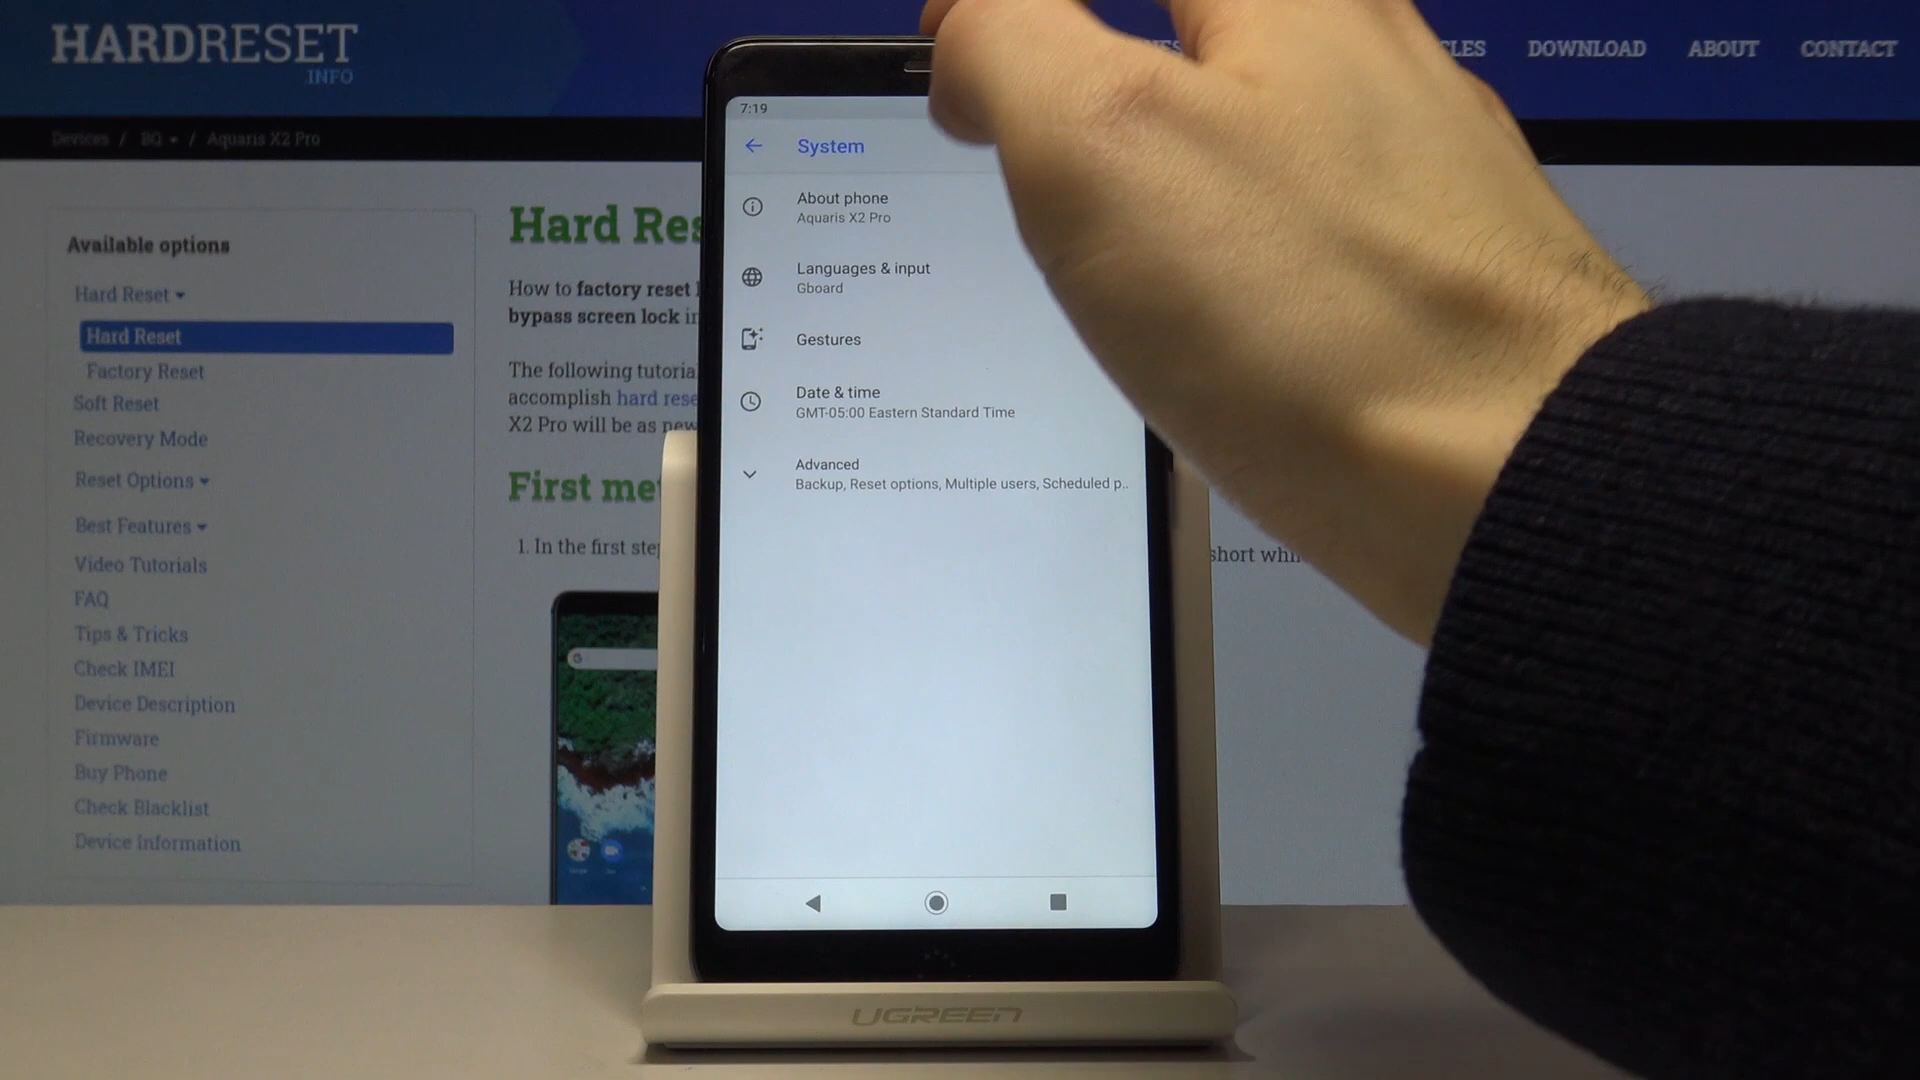 HARDRESET
.INFO
CLES DOWNLOAD ABOUT CONTACT
Devices / BQ / Aquaris X2 Pro
Available options
Hard Reset
Hard Reset
Factory Reset
Soft Reset
Recovery Mode
Reset Options
Best Features
Video Tutorials
FAQ
Tips & Tricks
Check IMEI
Device Description
Firmware
Buy Phone
Check Blacklist
Device Information
Hard Res
How to factory reset
bypass screen lock in
The following tutoria
accomplish hard rese
X2 Pro will be as new
First me
1. In the first ste
short whi
7:19
System
About phone
Aquaris X2 Pro
Languages & input
Gboard
Gestures
Date & time
GMT-05:00 Eastern Standard Time
Advanced
Backup, Reset options, Multiple users, Scheduled p..
UGREEN